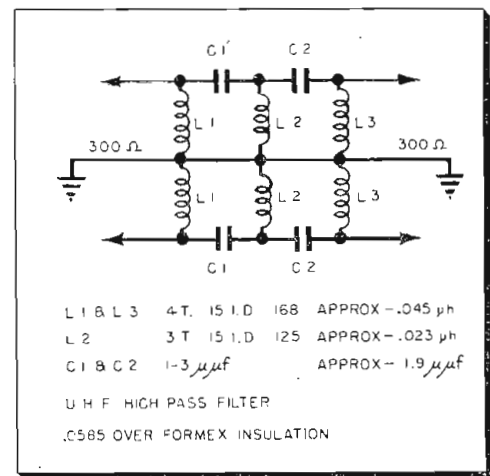 C1 C2
L1 L2 L3
300 Ω 300 Ω
L1 L2 L3
C1 C2
L1 & L3 4T. 15 I.D 168 APPROX-.045 µh
L2 3T 15 I.D 125 APPROX-.023 µh
C1 & C2 1-3 µµf APPROX- 1.9 µµf
U H F HIGH PASS FILTER
.0585 OVER FORMEX INSULATION